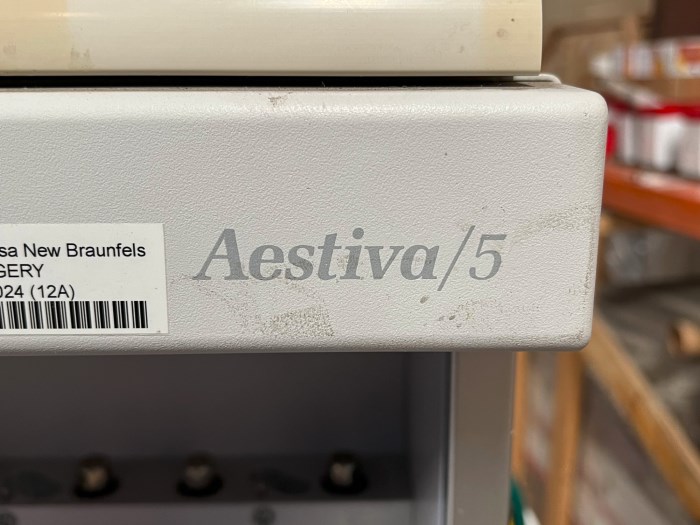 sa New Braunfels
GERY
024 (12A)
Aestiva/5